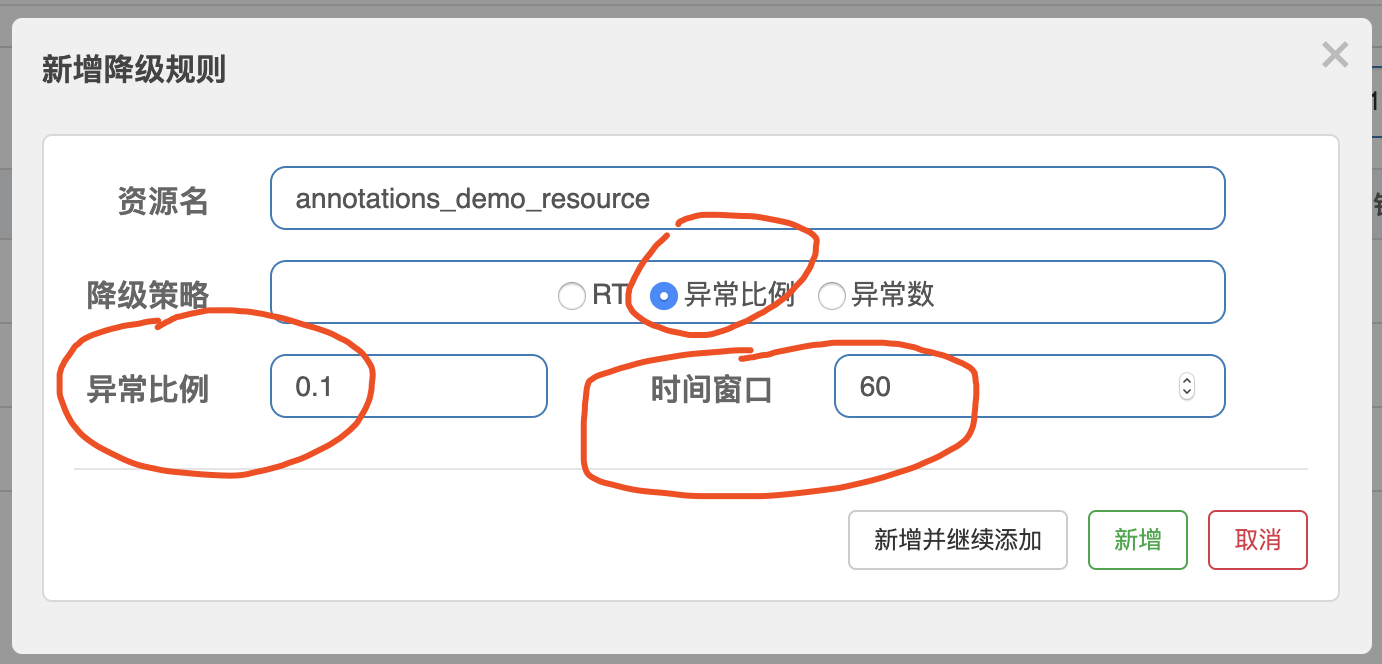 新增降级规则
1
资源名 annotations_demo_resource
降级策略 RT 异常比例 异常数
异常比例 0.1 时间窗口 60
新增并继续添加 新增 取消